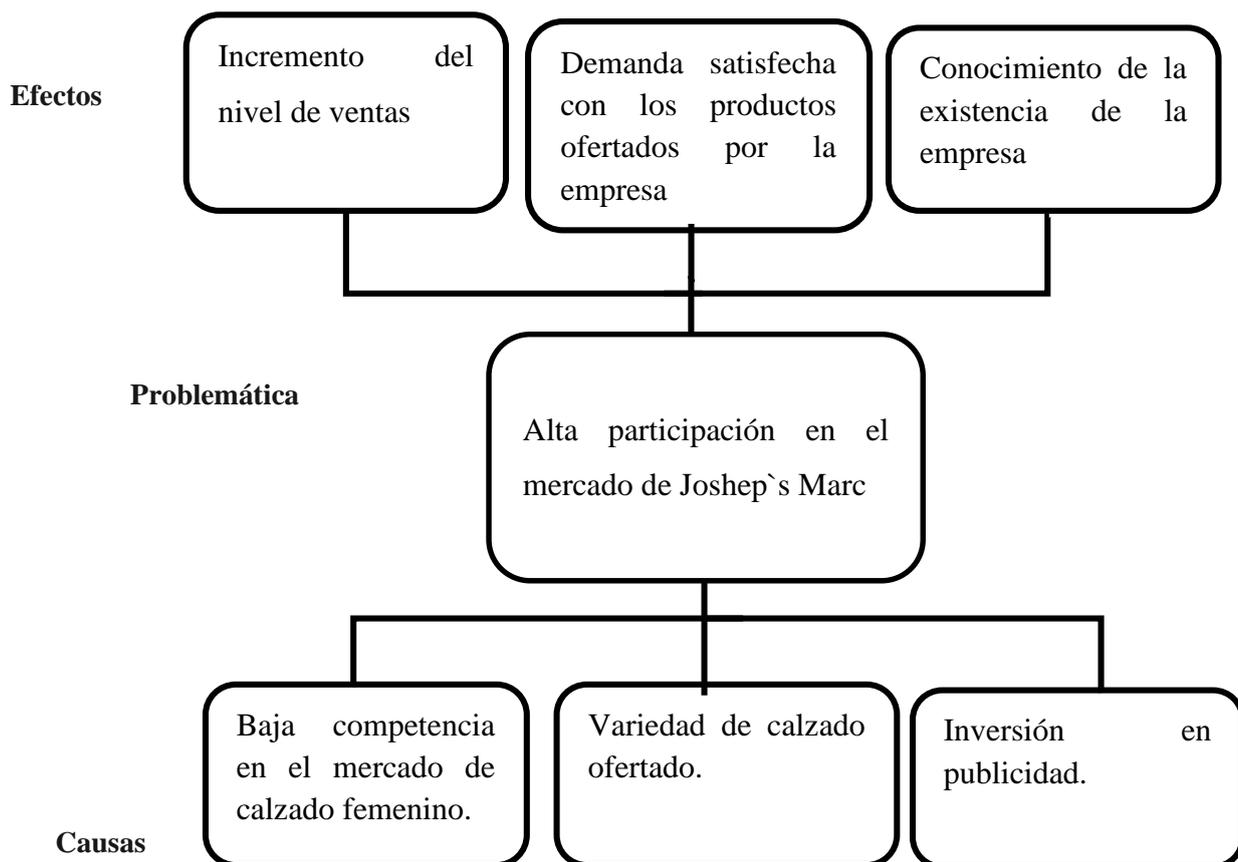 Efectos
Incremento del
nivel de ventas
Demanda satisfecha
con los productos
ofertados por la
empresa
Conocimiento de la
existencia de la
empresa
Problemática
Alta participación en el
mercado de Joshep`s Marc
Baja competencia
en el mercado de
calzado femenino.
Variedad de calzado
ofertado.
Inversión en
publicidad.
Causas